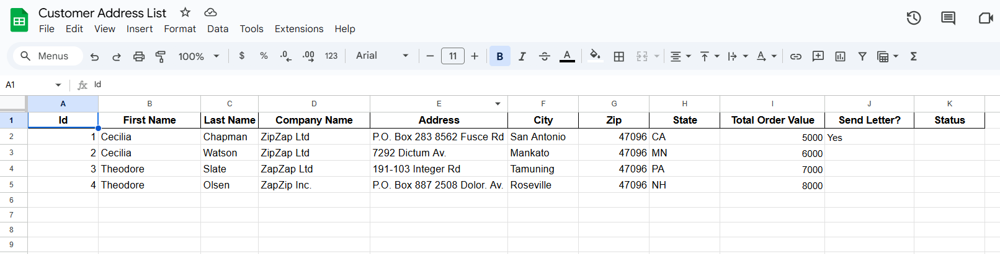 Customer Address List
File Edit View Insert Format Data Tools Extensions Help
Menus 100% $ % .0 .00 123 Arial 11 B I S A A Σ
A1 fx Id
A B C D E F G H I J K
1 Id First Name Last Name Company Name Address City Zip State Total Order Value Send Letter? Status
2 1 Cecilia Chapman ZipZap Ltd P.O. Box 283 8562 Fusce Rd San Antonio 47096 CA 5000 Yes
3 2 Cecilia Watson ZipZap Ltd 7292 Dictum Av. Mankato 47096 MN 6000
4 3 Theodore Slate ZapZap Ltd 191-103 Integer Rd Tamuning 47096 PA 7000
5 4 Theodore Olsen ZapZip Inc. P.O. Box 887 2508 Dolor. Av. Roseville 47096 NH 8000
6
7
8
9